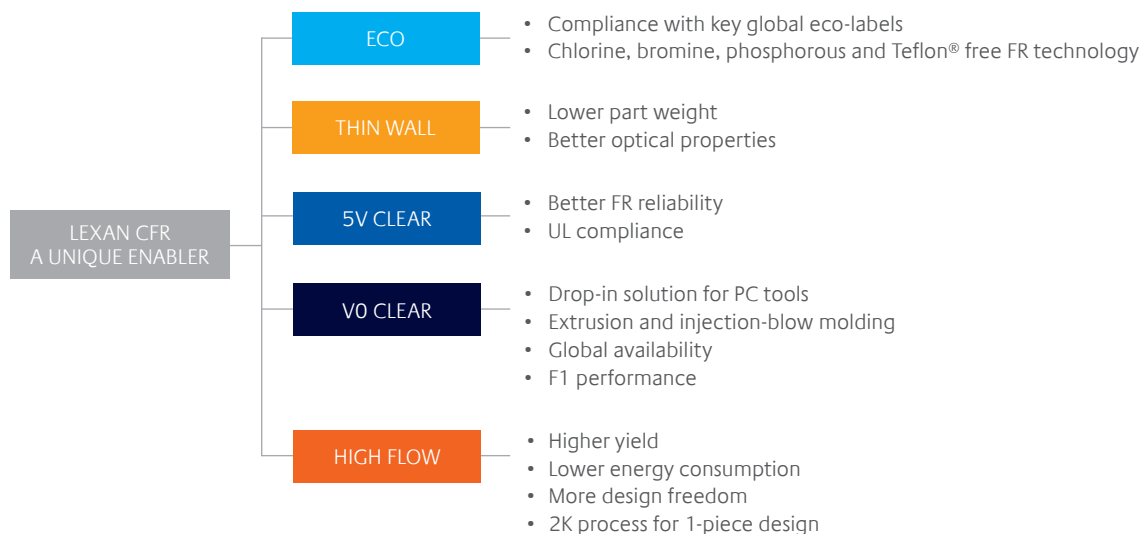 LEXAN CFR
A UNIQUE ENABLER
ECO
• Compliance with key global eco-labels
• Chlorine, bromine, phosphorous and Teflon® free FR technology
THIN WALL
• Lower part weight
• Better optical properties
5V CLEAR
• Better FR reliability
• UL compliance
V0 CLEAR
• Drop-in solution for PC tools
• Extrusion and injection-blow molding
• Global availability
• F1 performance
HIGH FLOW
• Higher yield
• Lower energy consumption
• More design freedom
• 2K process for 1-piece design